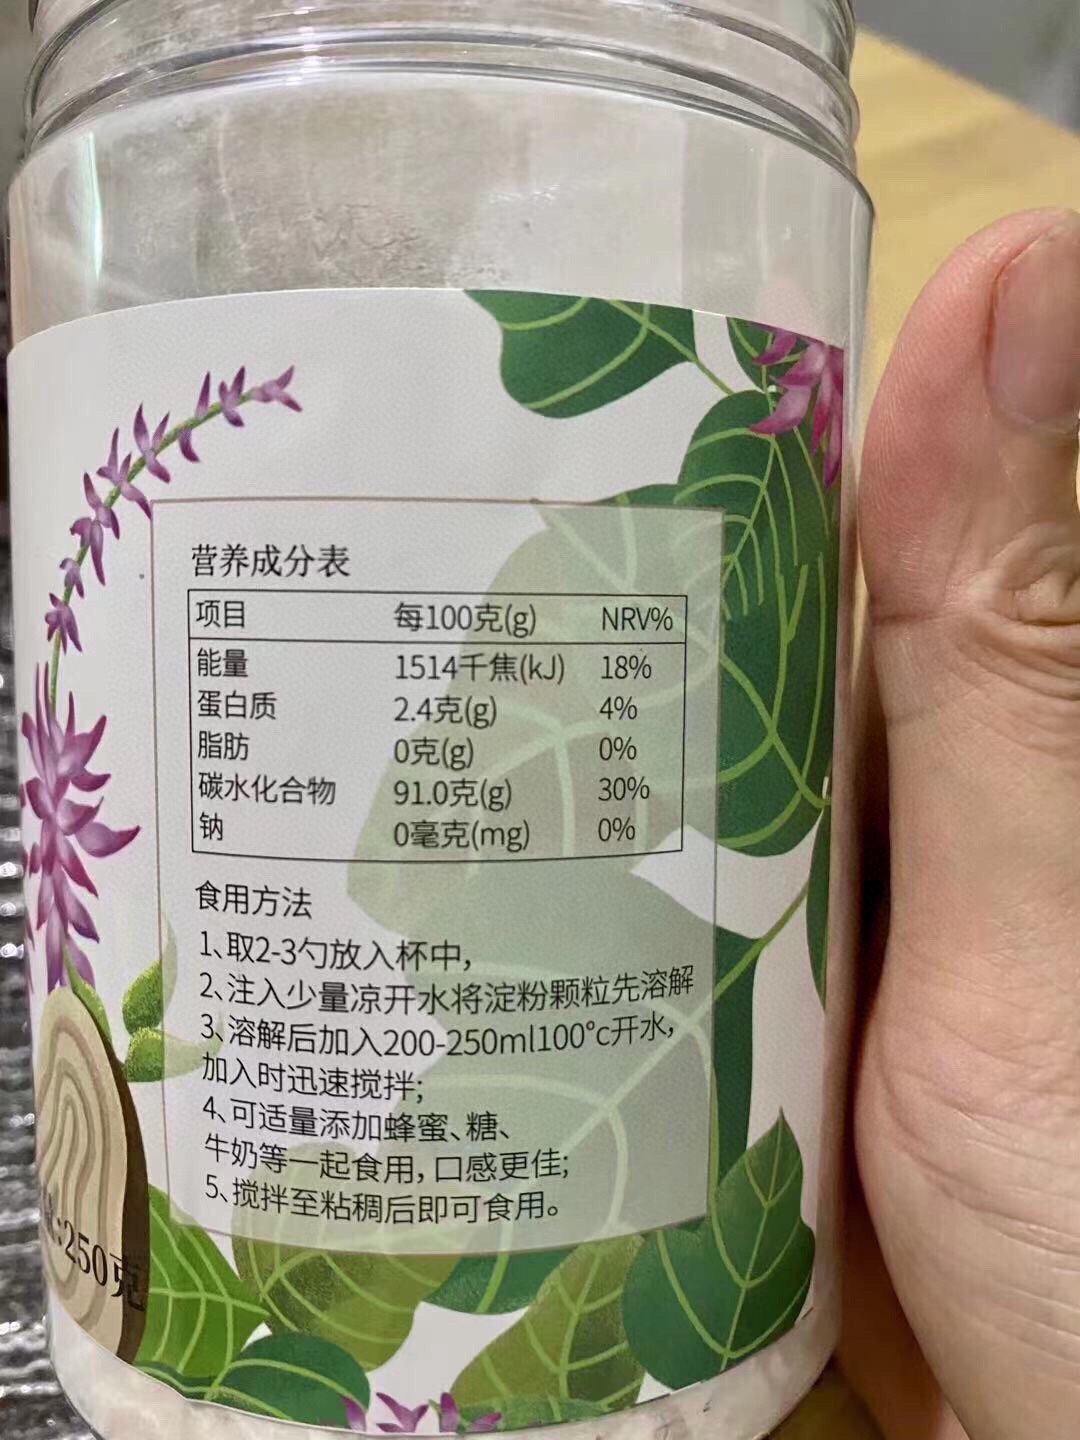 营养成分表
项目 每100克(g) NRV%
能量 1514千焦(kJ) 18%
蛋白质 2.4克(g) 4%
脂肪 0克(g) 0%
碳水化合物 91.0克(g) 30%
钠 0毫克(mg) 0%
食用方法
1、取2-3勺放入杯中,
2、注入少量凉开水将淀粉颗粒先溶解
3、溶解后加入200-250ml100°c开水,
加入时迅速搅拌;
4、可适量添加蜂蜜、糖、
牛奶等一起食用, 口感更佳;
5、搅拌至粘稠后即可食用。
:250克